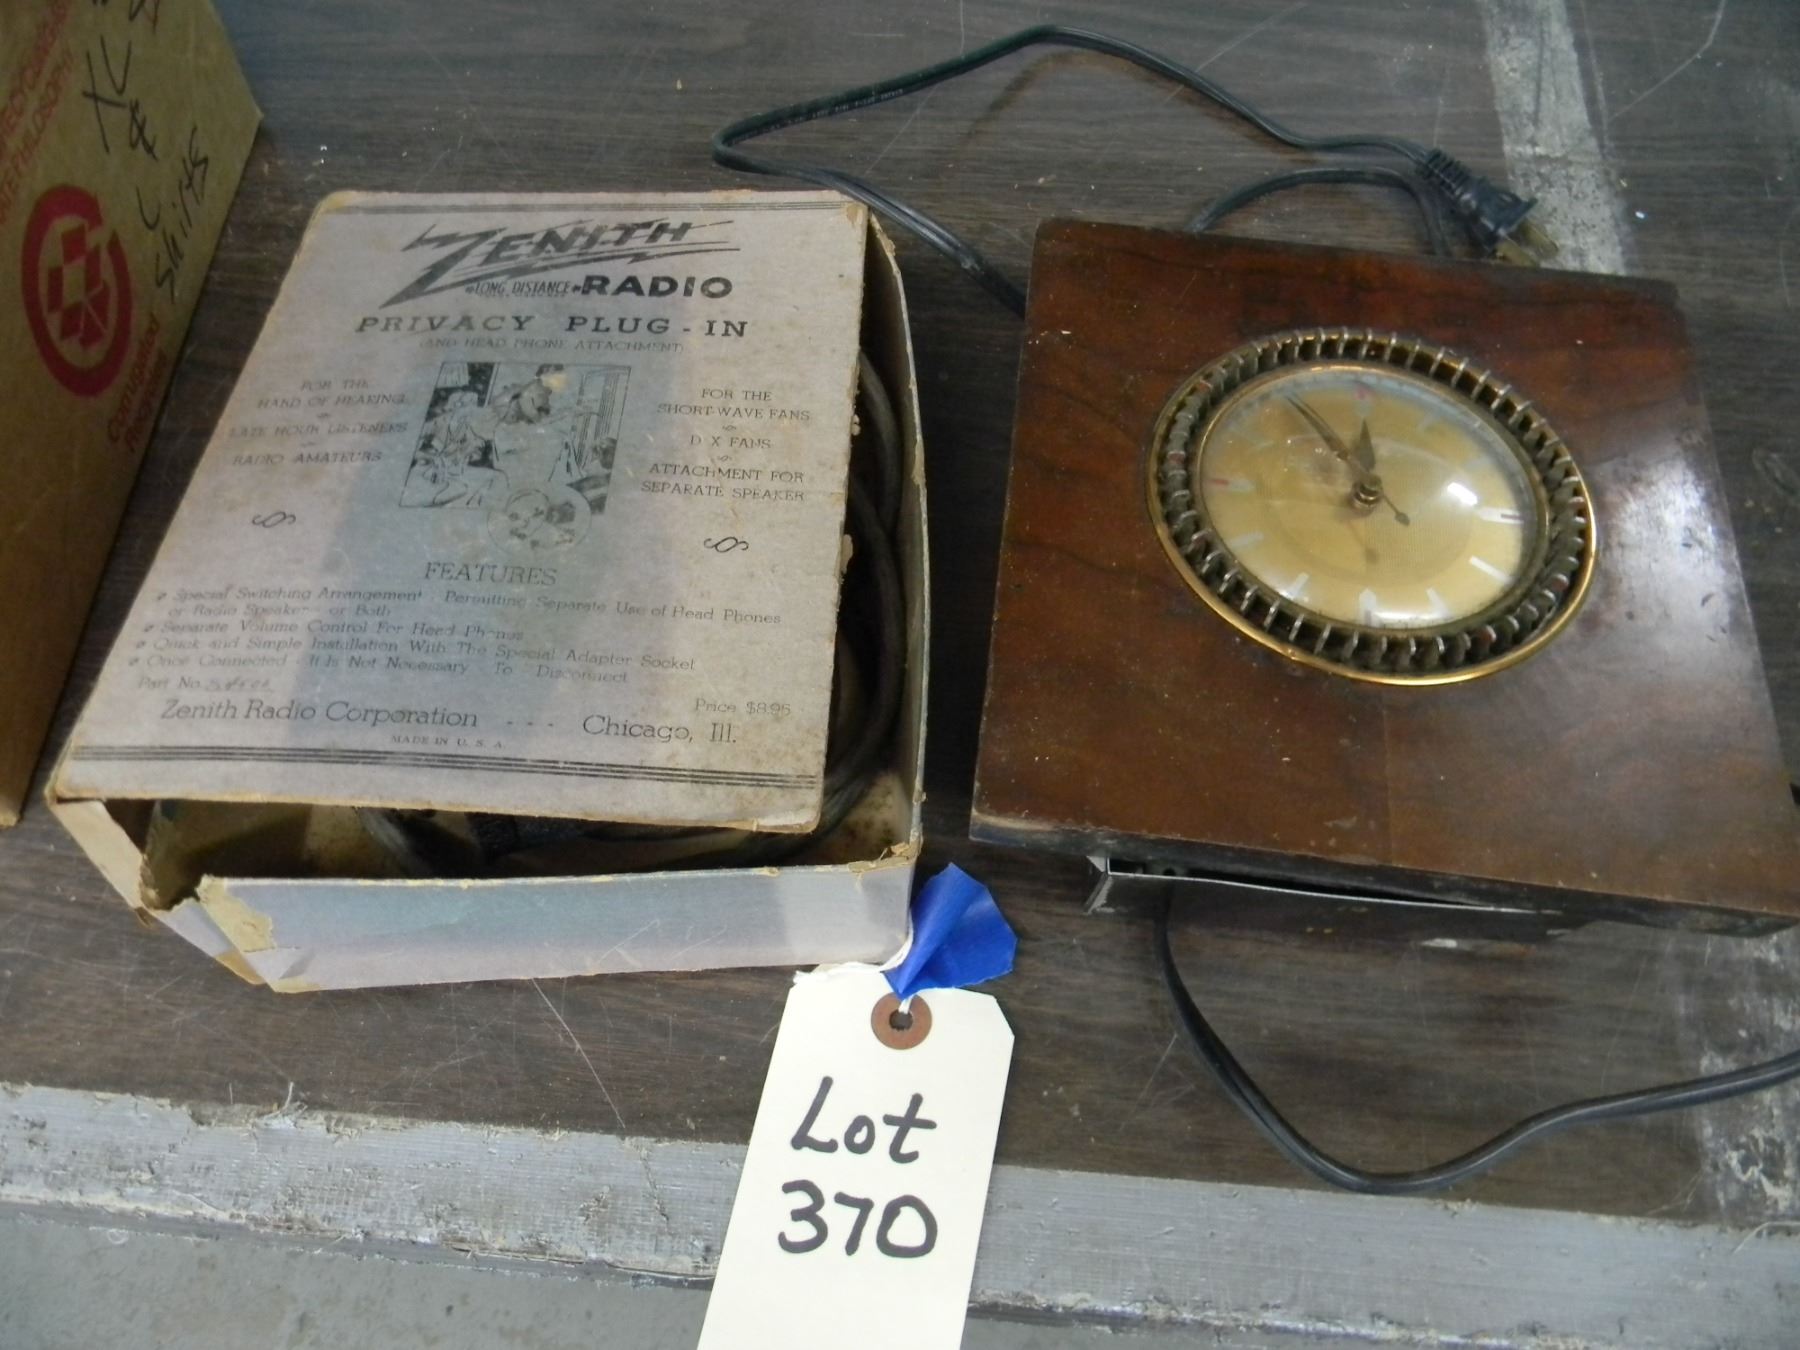 ZENITH
LONG DISTANCE RADIO
PRIVACY PLUG-IN
(AND HEAD PHONE ATTACHMENT)
FOR THE
HARD OF HEARING
LATE HOUR LISTENERS
RADIO AMATEURS
FOR THE
SHORT-WAVE FANS
D X FANS
ATTACHMENT FOR
SEPARATE SPEAKER
FEATURES
Special Switching Arrangement - Permitting Separate Use of Head Phones
or Radio Speaker - or Both
Separate Volume Control For Head Phones
Quick and Simple Installation With The Special Adapter Socket
Once Connected - It Is Not Necessary To Disconnect
Part No.
Price $8.95
Zenith Radio Corporation - - - Chicago, Ill.
MADE IN U. S. A.
Lot
370
XL
&
L
Shirts
Corrugated